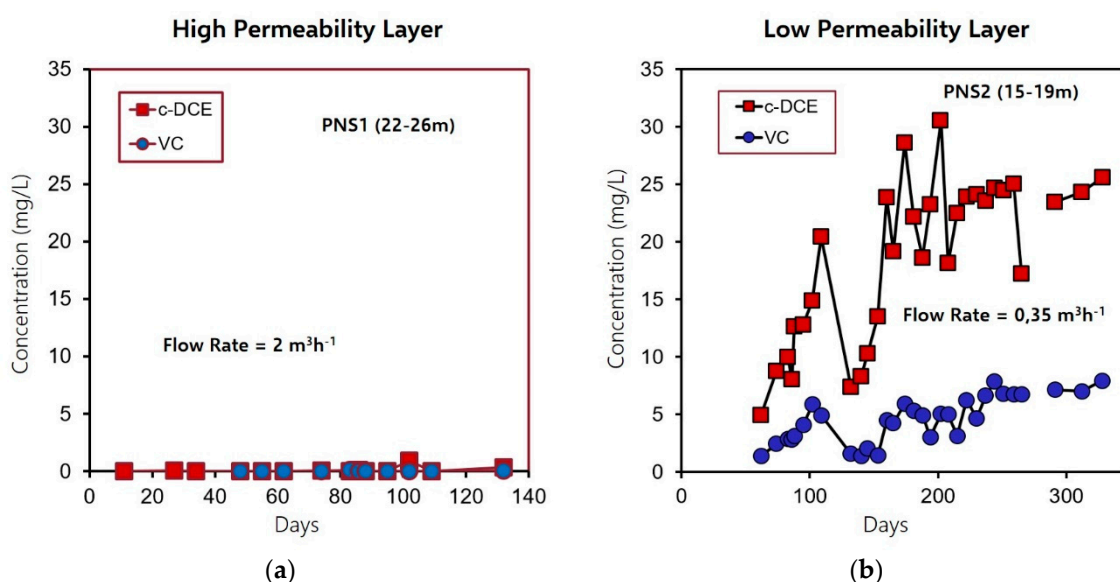 High Permeability Layer
35
30
25
20
15
10
5
0
Concentration (mg/L)
c-DCE
VC
PNS1 (22-26m)
Flow Rate = 2 m³h⁻¹
0 20 40 60 80 100 120 140
Days
(a)
Low Permeability Layer
35
30
25
20
15
10
5
0
Concentration (mg/L)
c-DCE
VC
PNS2 (15-19m)
Flow Rate = 0,35 m³h⁻¹
0 100 200 300
Days
(b)